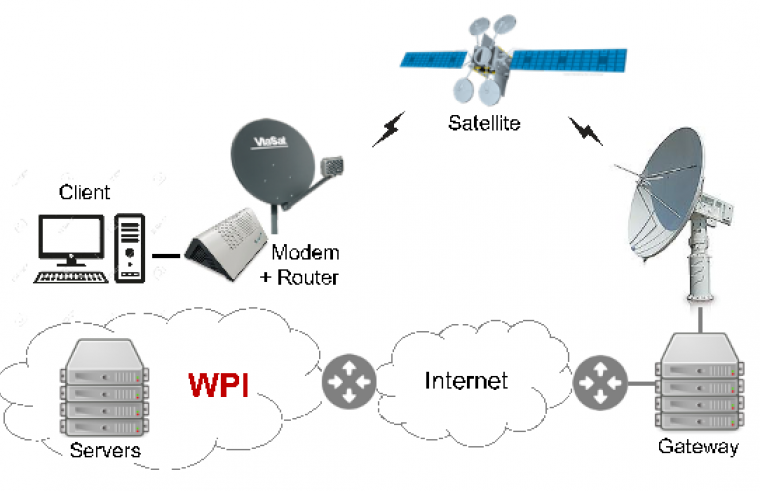 Satellite
ViaSat
Client
Modem
+ Router
WPI
Internet
Servers
Gateway